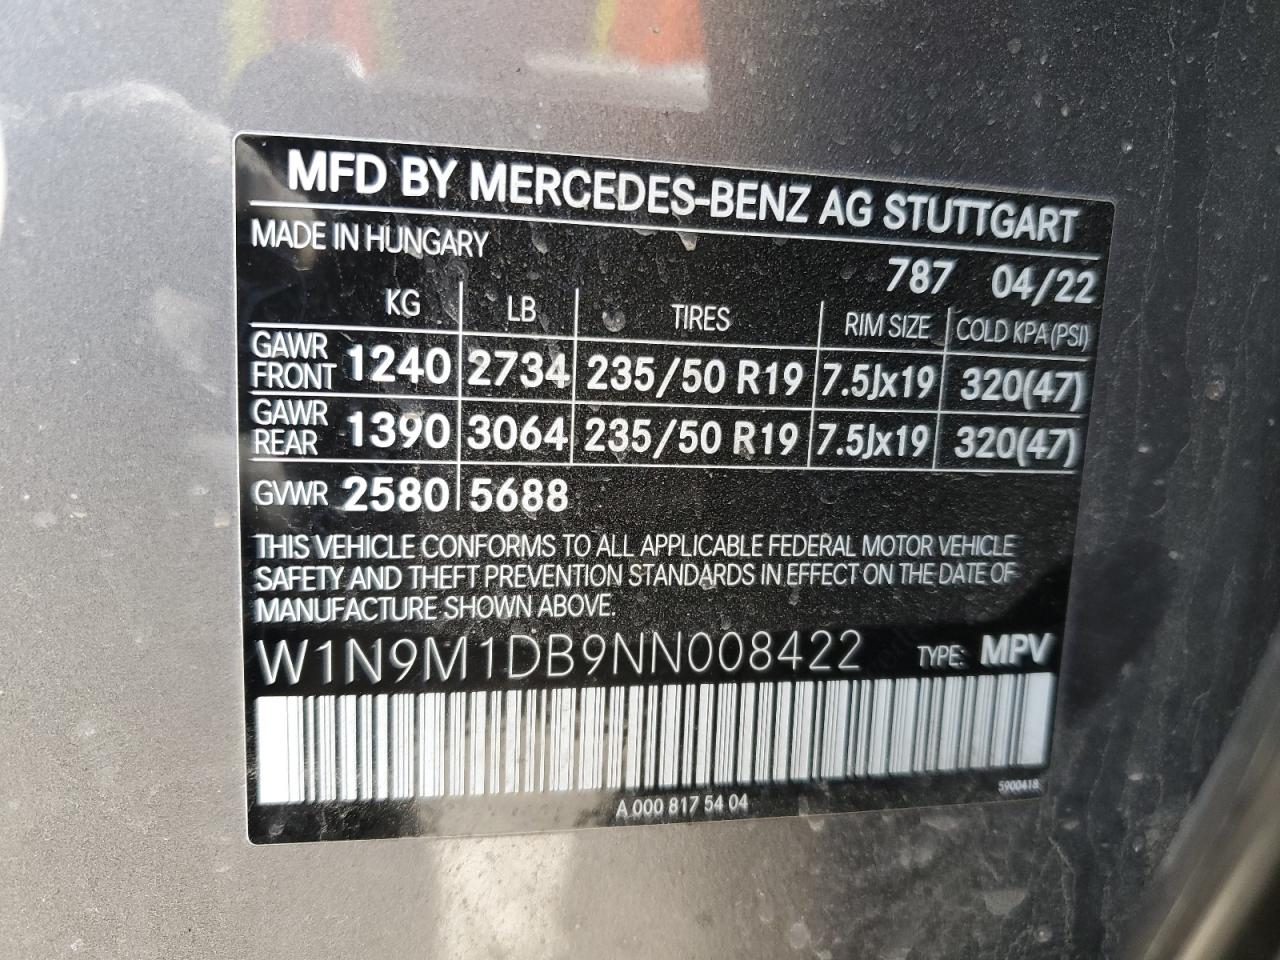 MFD BY MERCEDES-BENZ AG STUTTGART
MADE IN HUNGARY
787 04/22
KG LB TIRES RIM SIZE COLD KPA(PSI)
GAWR FRONT 1240 2734 235/50 R19 7.5Jx19 320(47)
GAWR REAR 1390 3064 235/50 R19 7.5Jx19 320(47)
GVWR 2580 5688
THIS VEHICLE CONFORMS TO ALL APPLICABLE FEDERAL MOTOR VEHICLE
SAFETY AND THEFT PREVENTION STANDARDS IN EFFECT ON THE DATE OF
MANUFACTURE SHOWN ABOVE.
W1N9M1DB9NN008422 TYPE: MPV
5900418
A 000 817 54 04